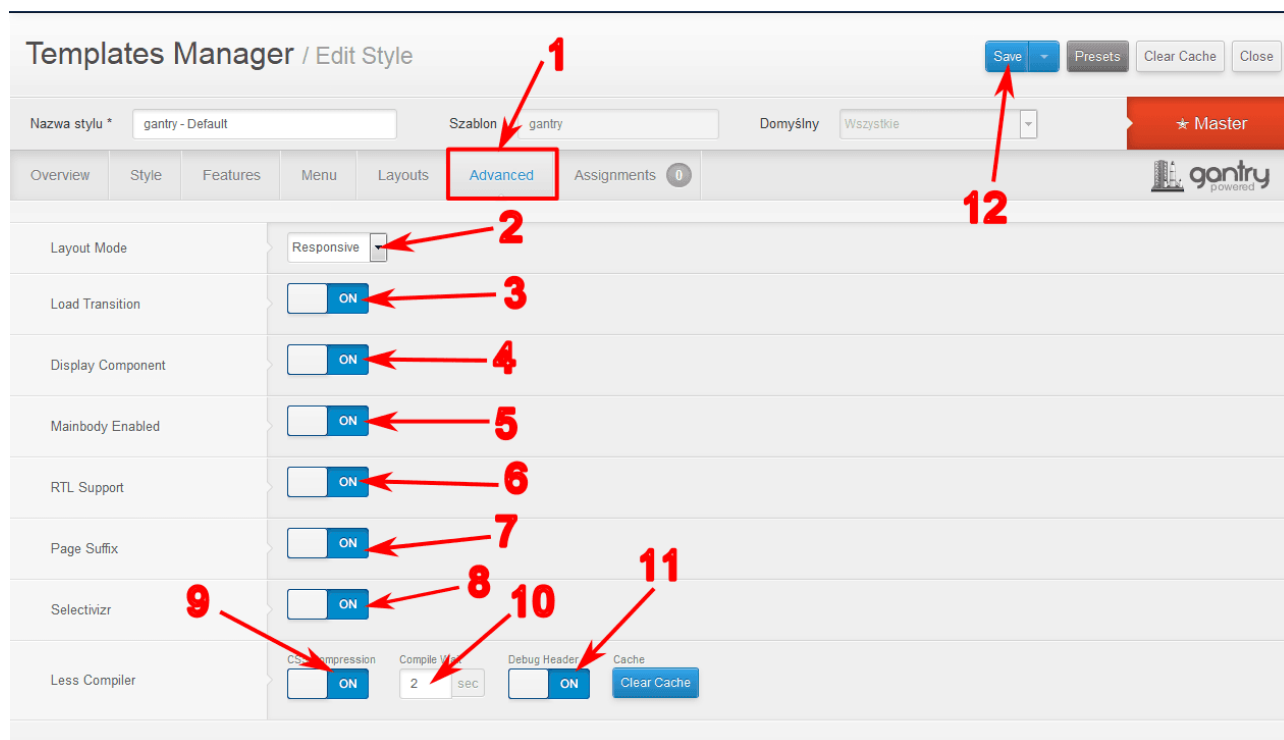 Templates Manager / Edit Style
1
Save
Presets
Clear Cache
Close
Nazwa stylu *
gantry - Default
Szablon
gantry
Domyślny
Wszystkie
Master
Overview
Style
Features
Menu
Layouts
Advanced
Assignments
0
gantry
powered
12
Layout Mode
Responsive
2
Load Transition
ON
3
Display Component
ON
4
Mainbody Enabled
ON
5
RTL Support
ON
6
Page Suffix
ON
7
Selectivizr
ON
8
9
10
11
Less Compiler
CSS Compression
ON
Compile Wait
2
sec
Debug Header
ON
Cache
Clear Cache